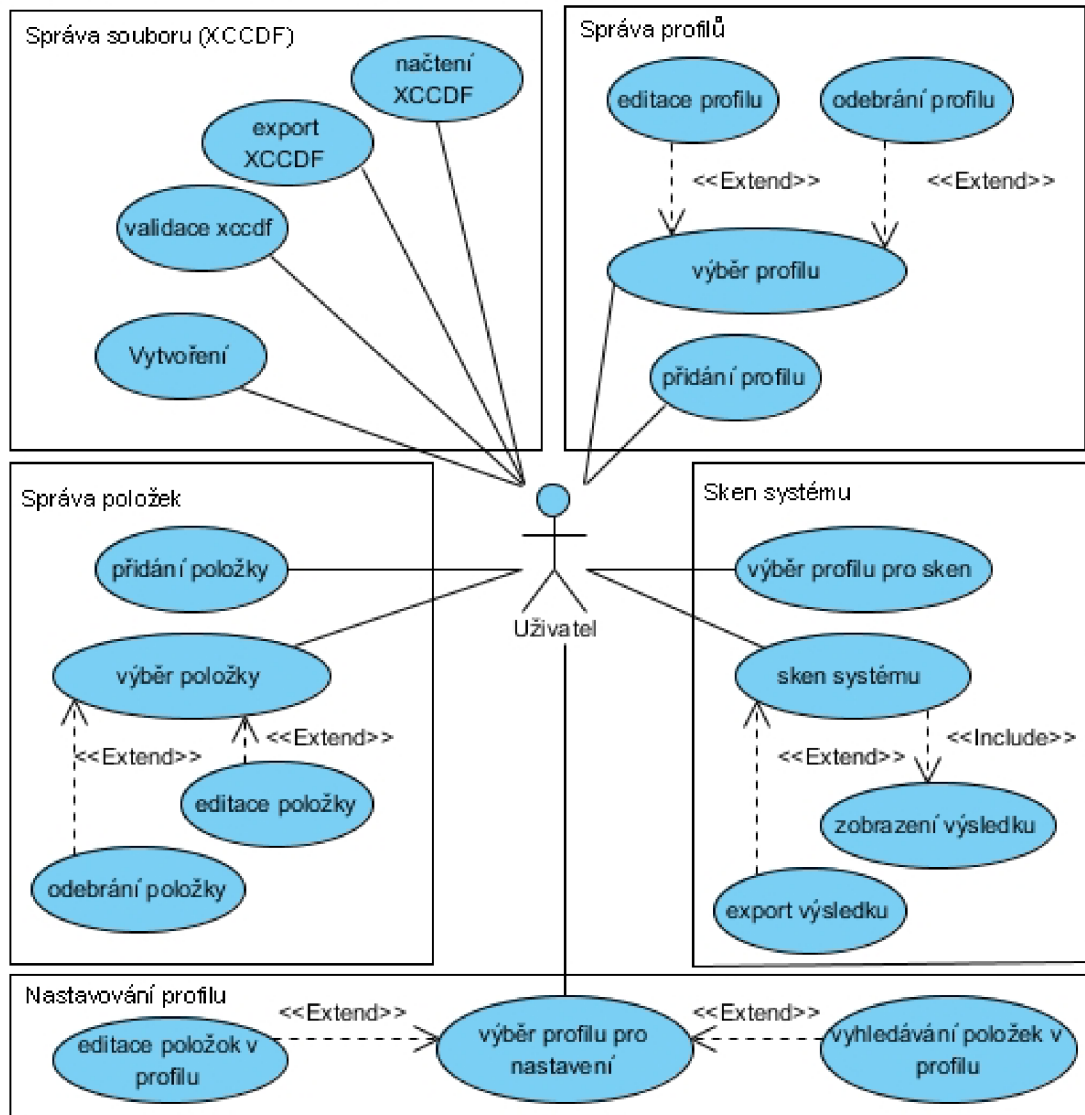 Správa souboru (XCCDF)
načtení
XCCDF
export
XCCDF
validace xccdf
Vytvoření
Správa profilů
editace profilu
odebrání profilu
<<Extend>>
<<Extend>>
výběr profilu
přidání profilu
Správa položek
přidání položky
výběr položky
<<Extend>>
<<Extend>>
editace položky
odebrání položky
Uživatel
Sken systému
výběr profilu pro sken
sken systému
<<Include>>
<<Extend>>
zobrazení výsledku
export výsledku
Nastavování profilu
<<Extend>>
<<Extend>>
editace položok v
profilu
výběr profilu pro
nastavení
vyhledávání položek v
profilu